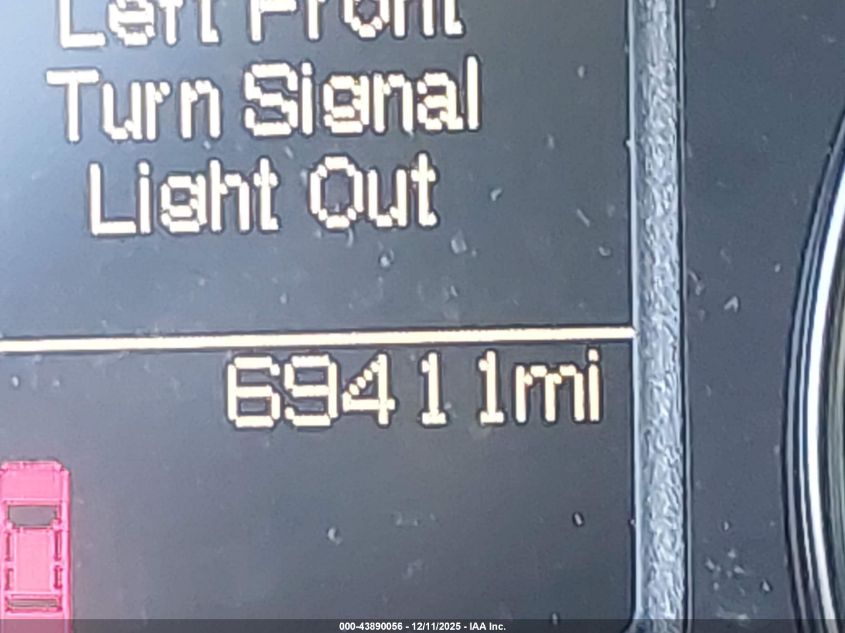 Left Front
Turn Signal
Light Out
69411mi
000-43890056 - 12/11/2025 - IAA Inc.